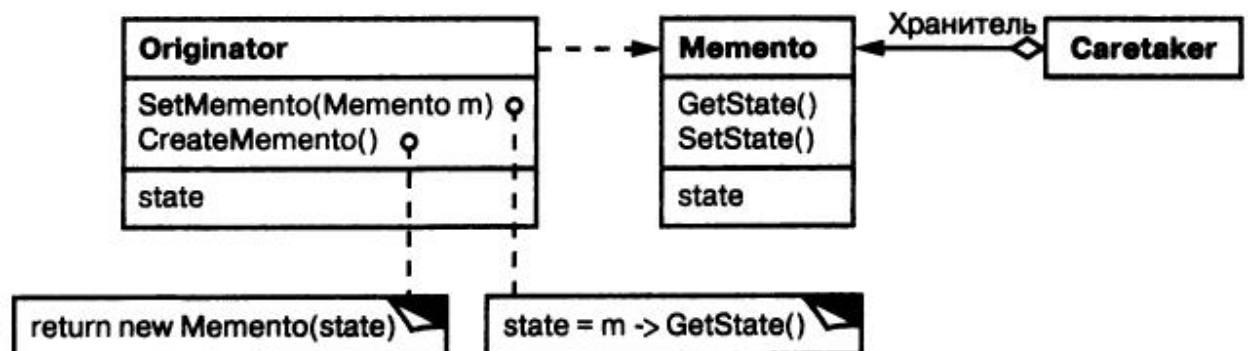 Originator
SetMemento(Memento m)
CreateMemento()
state
Memento
GetState()
SetState()
state
Хранитель
Caretaker
return new Memento(state)
state = m -> GetState()